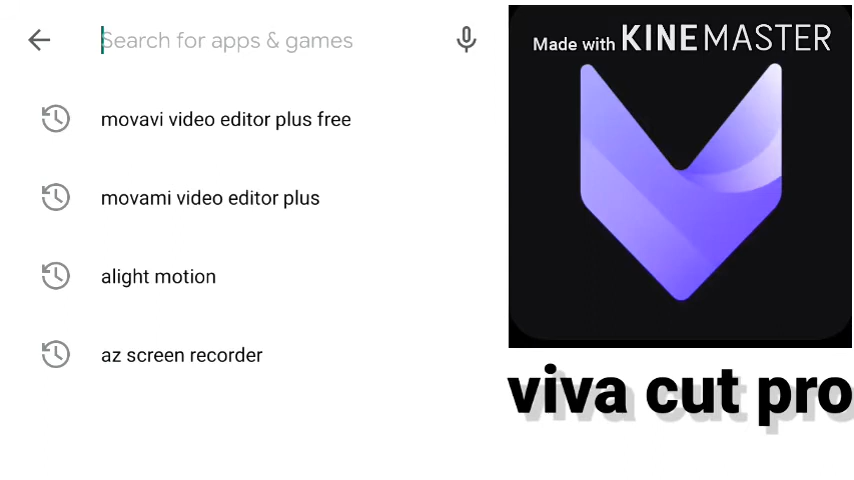 Search for apps & games
movavi video editor plus free
movami video editor plus
alight motion
az screen recorder
Made with KINEMASTER
viva cut pro